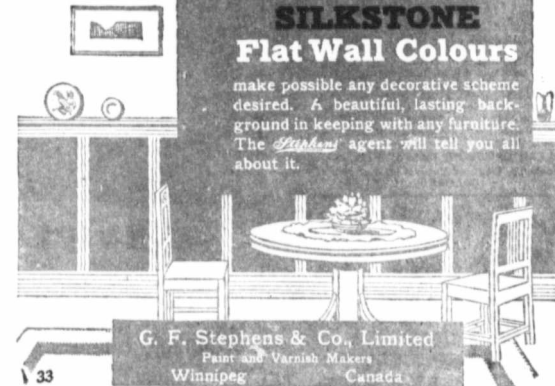 SILKSTONE
Flat Wall Colours
make possible any decorative scheme
desired. A beautiful, lasting back-
ground in keeping with any furniture.
The Stephens' agent will tell you all
about it.
G. F. Stephens & Co., Limited
Paint and Varnish Makers
Winnipeg Canada
33